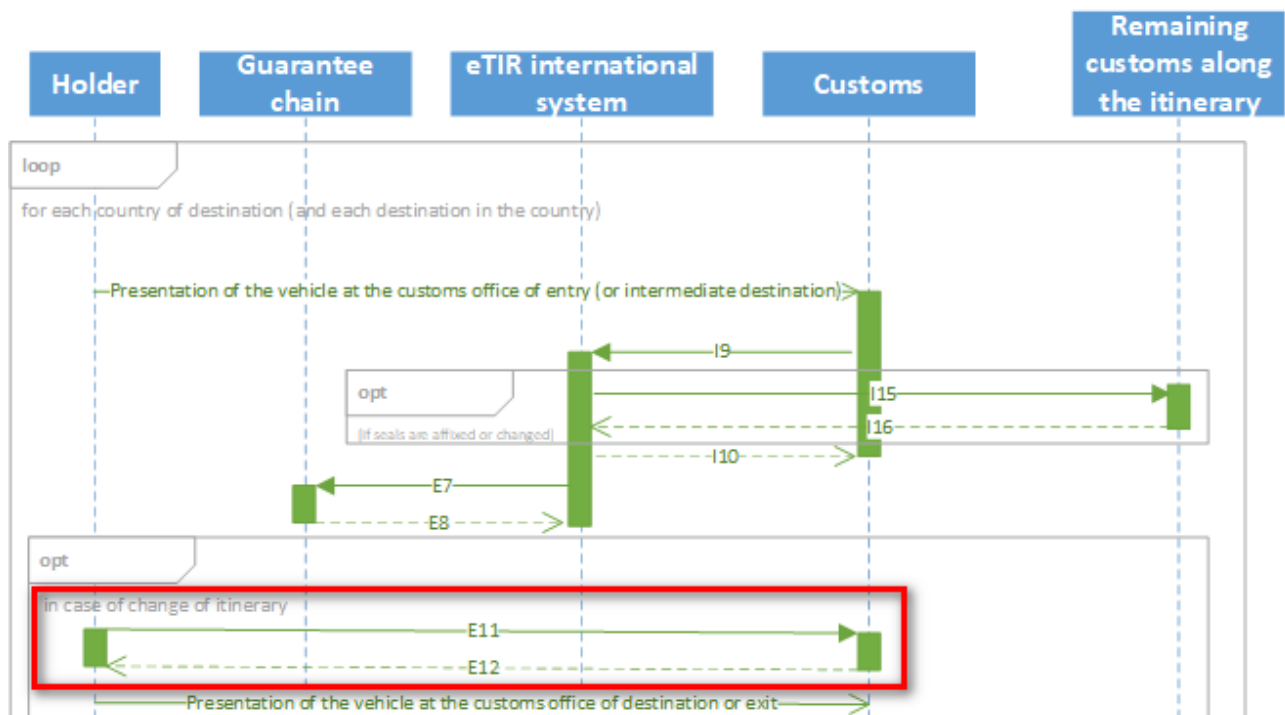 Holder
Guarantee
chain
eTIR international
system
Customs
Remaining
customs along
the itinerary
loop
for each country of destination (and each destination in the country)
Presentation of the vehicle at the customs office of entry (or intermediate destination)
I9
opt
I15
(if seals are affixed or changed)
I16
I10
E7
E8
opt
in case of change of itinerary
E11
E12
Presentation of the vehicle at the customs office of destination or exit